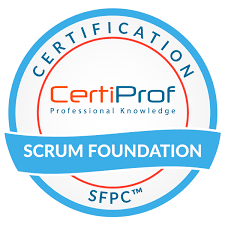 CERTIFICATION
CertiProf
Professional Knowledge
SCRUM FOUNDATION
SFPC™